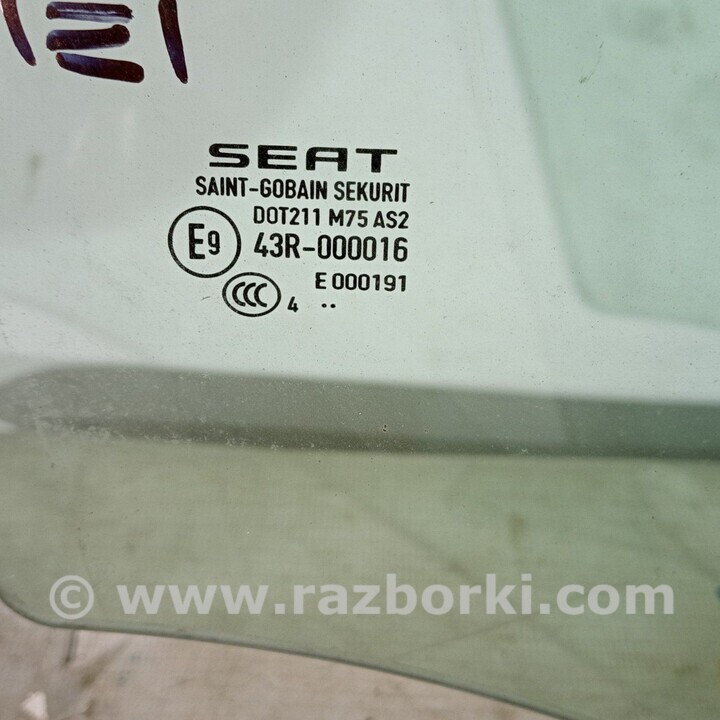 SEAT
SAINT-GOBAIN SEKURIT
DOT211 M75 AS2
E9 43R-000016
E 000191
CCC 4 ..
© www.razborki.com